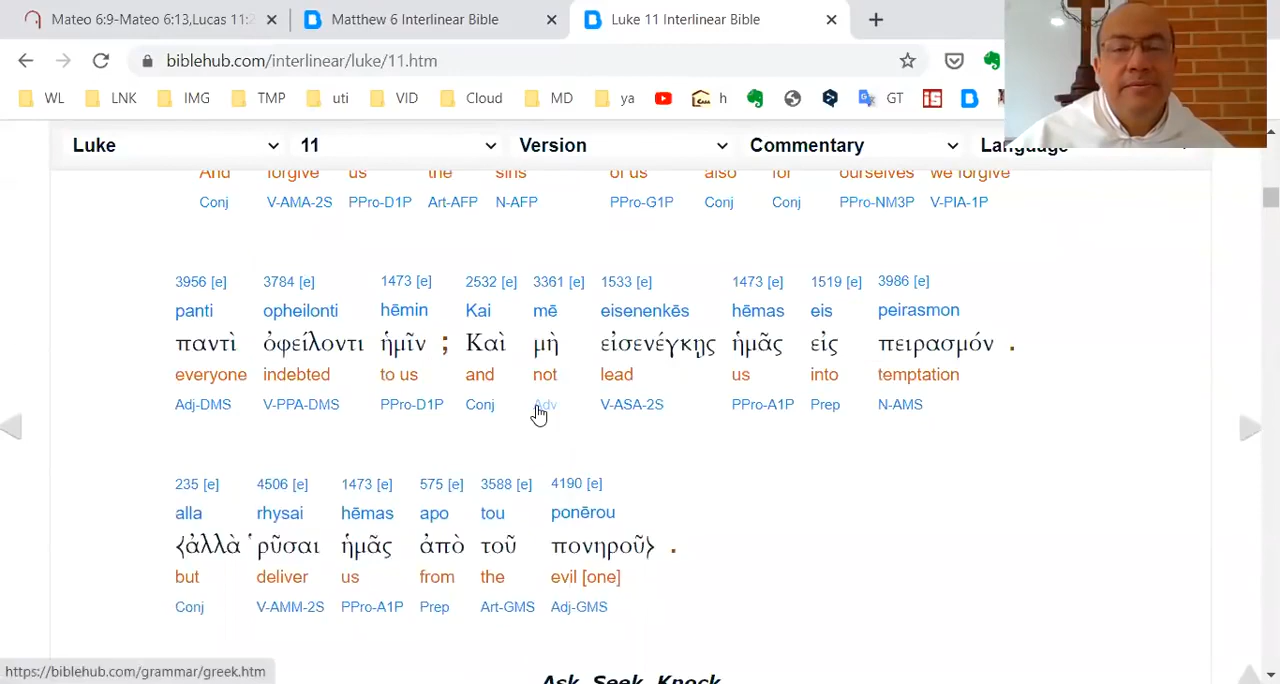 Mateo 6:9-Mateo 6:13,Lucas 11:2 Matthew 6 Interlinear Bible Luke 11 Interlinear Bible
biblehub.com/interlinear/luke/11.htm
WL LNK IMG TMP uti VID Cloud MD ya h GT
Luke 11 Version Commentary Language
And forgive us the sins of us also for ourselves we forgive
Conj V-AMA-2S PPro-D1P Art-AFP N-AFP PPro-G1P Conj Conj PPro-NM3P V-PIA-1P
3956 [e] 3784 [e] 1473 [e] 2532 [e] 3361 [e] 1533 [e] 1473 [e] 1519 [e] 3986 [e]
panti opheilonti hēmin Kai mē eisenenkēs hēmas eis peirasmon
παντὶ ὀφείλοντι ἡμῖν ; Καὶ μὴ εἰσενέγκῃς ἡμᾶς εἰς πειρασμόν .
everyone indebted to us and not lead us into temptation
Adj-DMS V-PPA-DMS PPro-D1P Conj Adv V-ASA-2S PPro-A1P Prep N-AMS
235 [e] 4506 [e] 1473 [e] 575 [e] 3588 [e] 4190 [e]
alla rhysai hēmas apo tou ponērou
⧼ἀλλὰ ῥῦσαι ἡμᾶς ἀπὸ τοῦ πονηροῦ⧽ .
but deliver us from the evil [one]
Conj V-AMM-2S PPro-A1P Prep Art-GMS Adj-GMS
Ask, Seek, Knock
https://biblehub.com/grammar/greek.htm